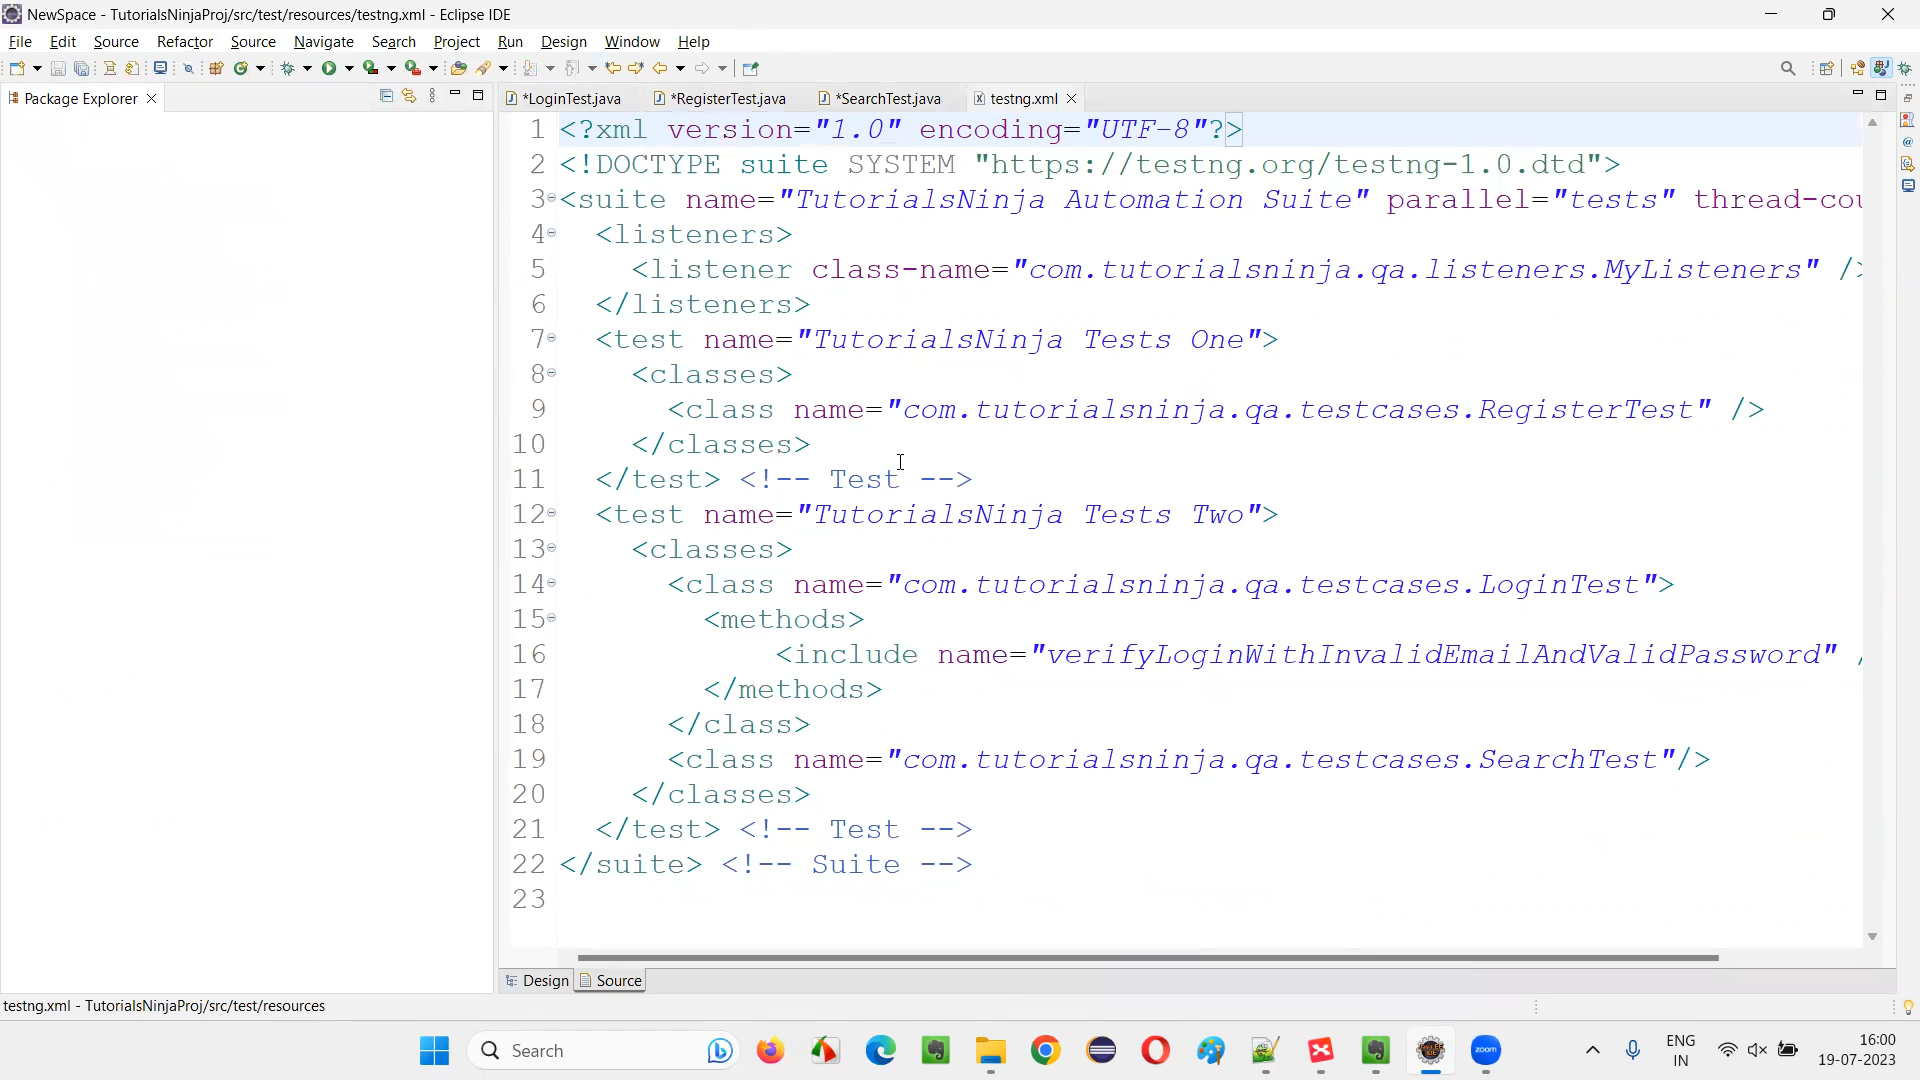 NewSpace - TutorialsNinjaProj/src/test/resources/testng.xml - Eclipse IDE
File Edit Source Refactor Source Navigate Search Project Run Design Window Help
Package Explorer
*LoginTest.java *RegisterTest.java *SearchTest.java testng.xml
1 <?xml version="1.0" encoding="UTF-8"?>
2 <!DOCTYPE suite SYSTEM "https://testng.org/testng-1.0.dtd">
3 <suite name="TutorialsNinja Automation Suite" parallel="tests" thread-cou
4 <listeners>
5 <listener class-name="com.tutorialsninja.qa.listeners.MyListeners" />
6 </listeners>
7 <test name="TutorialsNinja Tests One">
8 <classes>
9 <class name="com.tutorialsninja.qa.testcases.RegisterTest" />
10 </classes>
11 </test> <!-- Test -->
12 <test name="TutorialsNinja Tests Two">
13 <classes>
14 <class name="com.tutorialsninja.qa.testcases.LoginTest">
15 <methods>
16 <include name="verifyLoginWithInvalidEmailAndValidPassword" /
17 </methods>
18 </class>
19 <class name="com.tutorialsninja.qa.testcases.SearchTest"/>
20 </classes>
21 </test> <!-- Test -->
22 </suite> <!-- Suite -->
23
Design Source
testng.xml - TutorialsNinjaProj/src/test/resources
Search
zoom
ENG
IN
16:00
19-07-2023